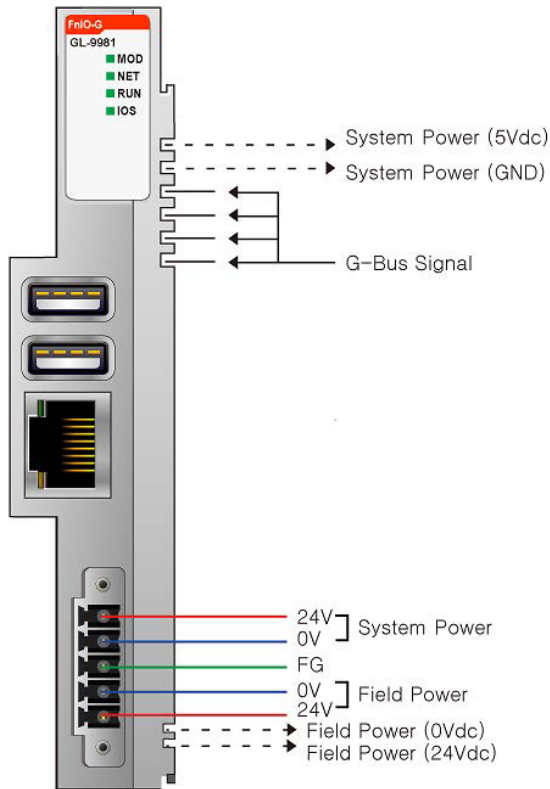 FnIO-G
GL-9981
MOD
NET
RUN
IOS
System Power (5Vdc)
System Power (GND)
G-Bus Signal
24V
System Power
0V
FG
0V
Field Power
24V
Field Power (0Vdc)
Field Power (24Vdc)